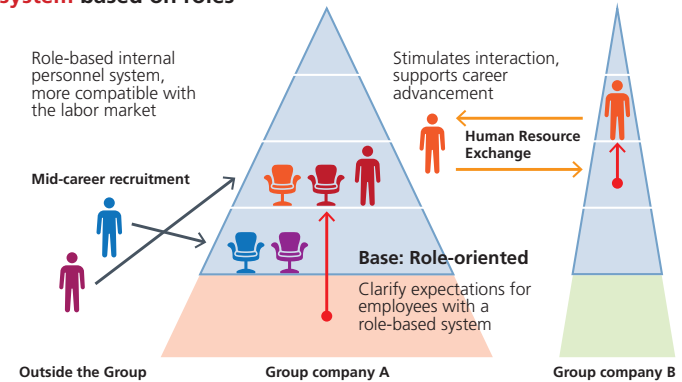 system based on roles
Role-based internal
personnel system,
more compatible with
the labor market
Stimulates interaction,
supports career
advancement
Human Resource
Exchange
Mid-career recruitment
Base: Role-oriented
Clarify expectations for
employees with a
role-based system
Outside the Group
Group company A
Group company B